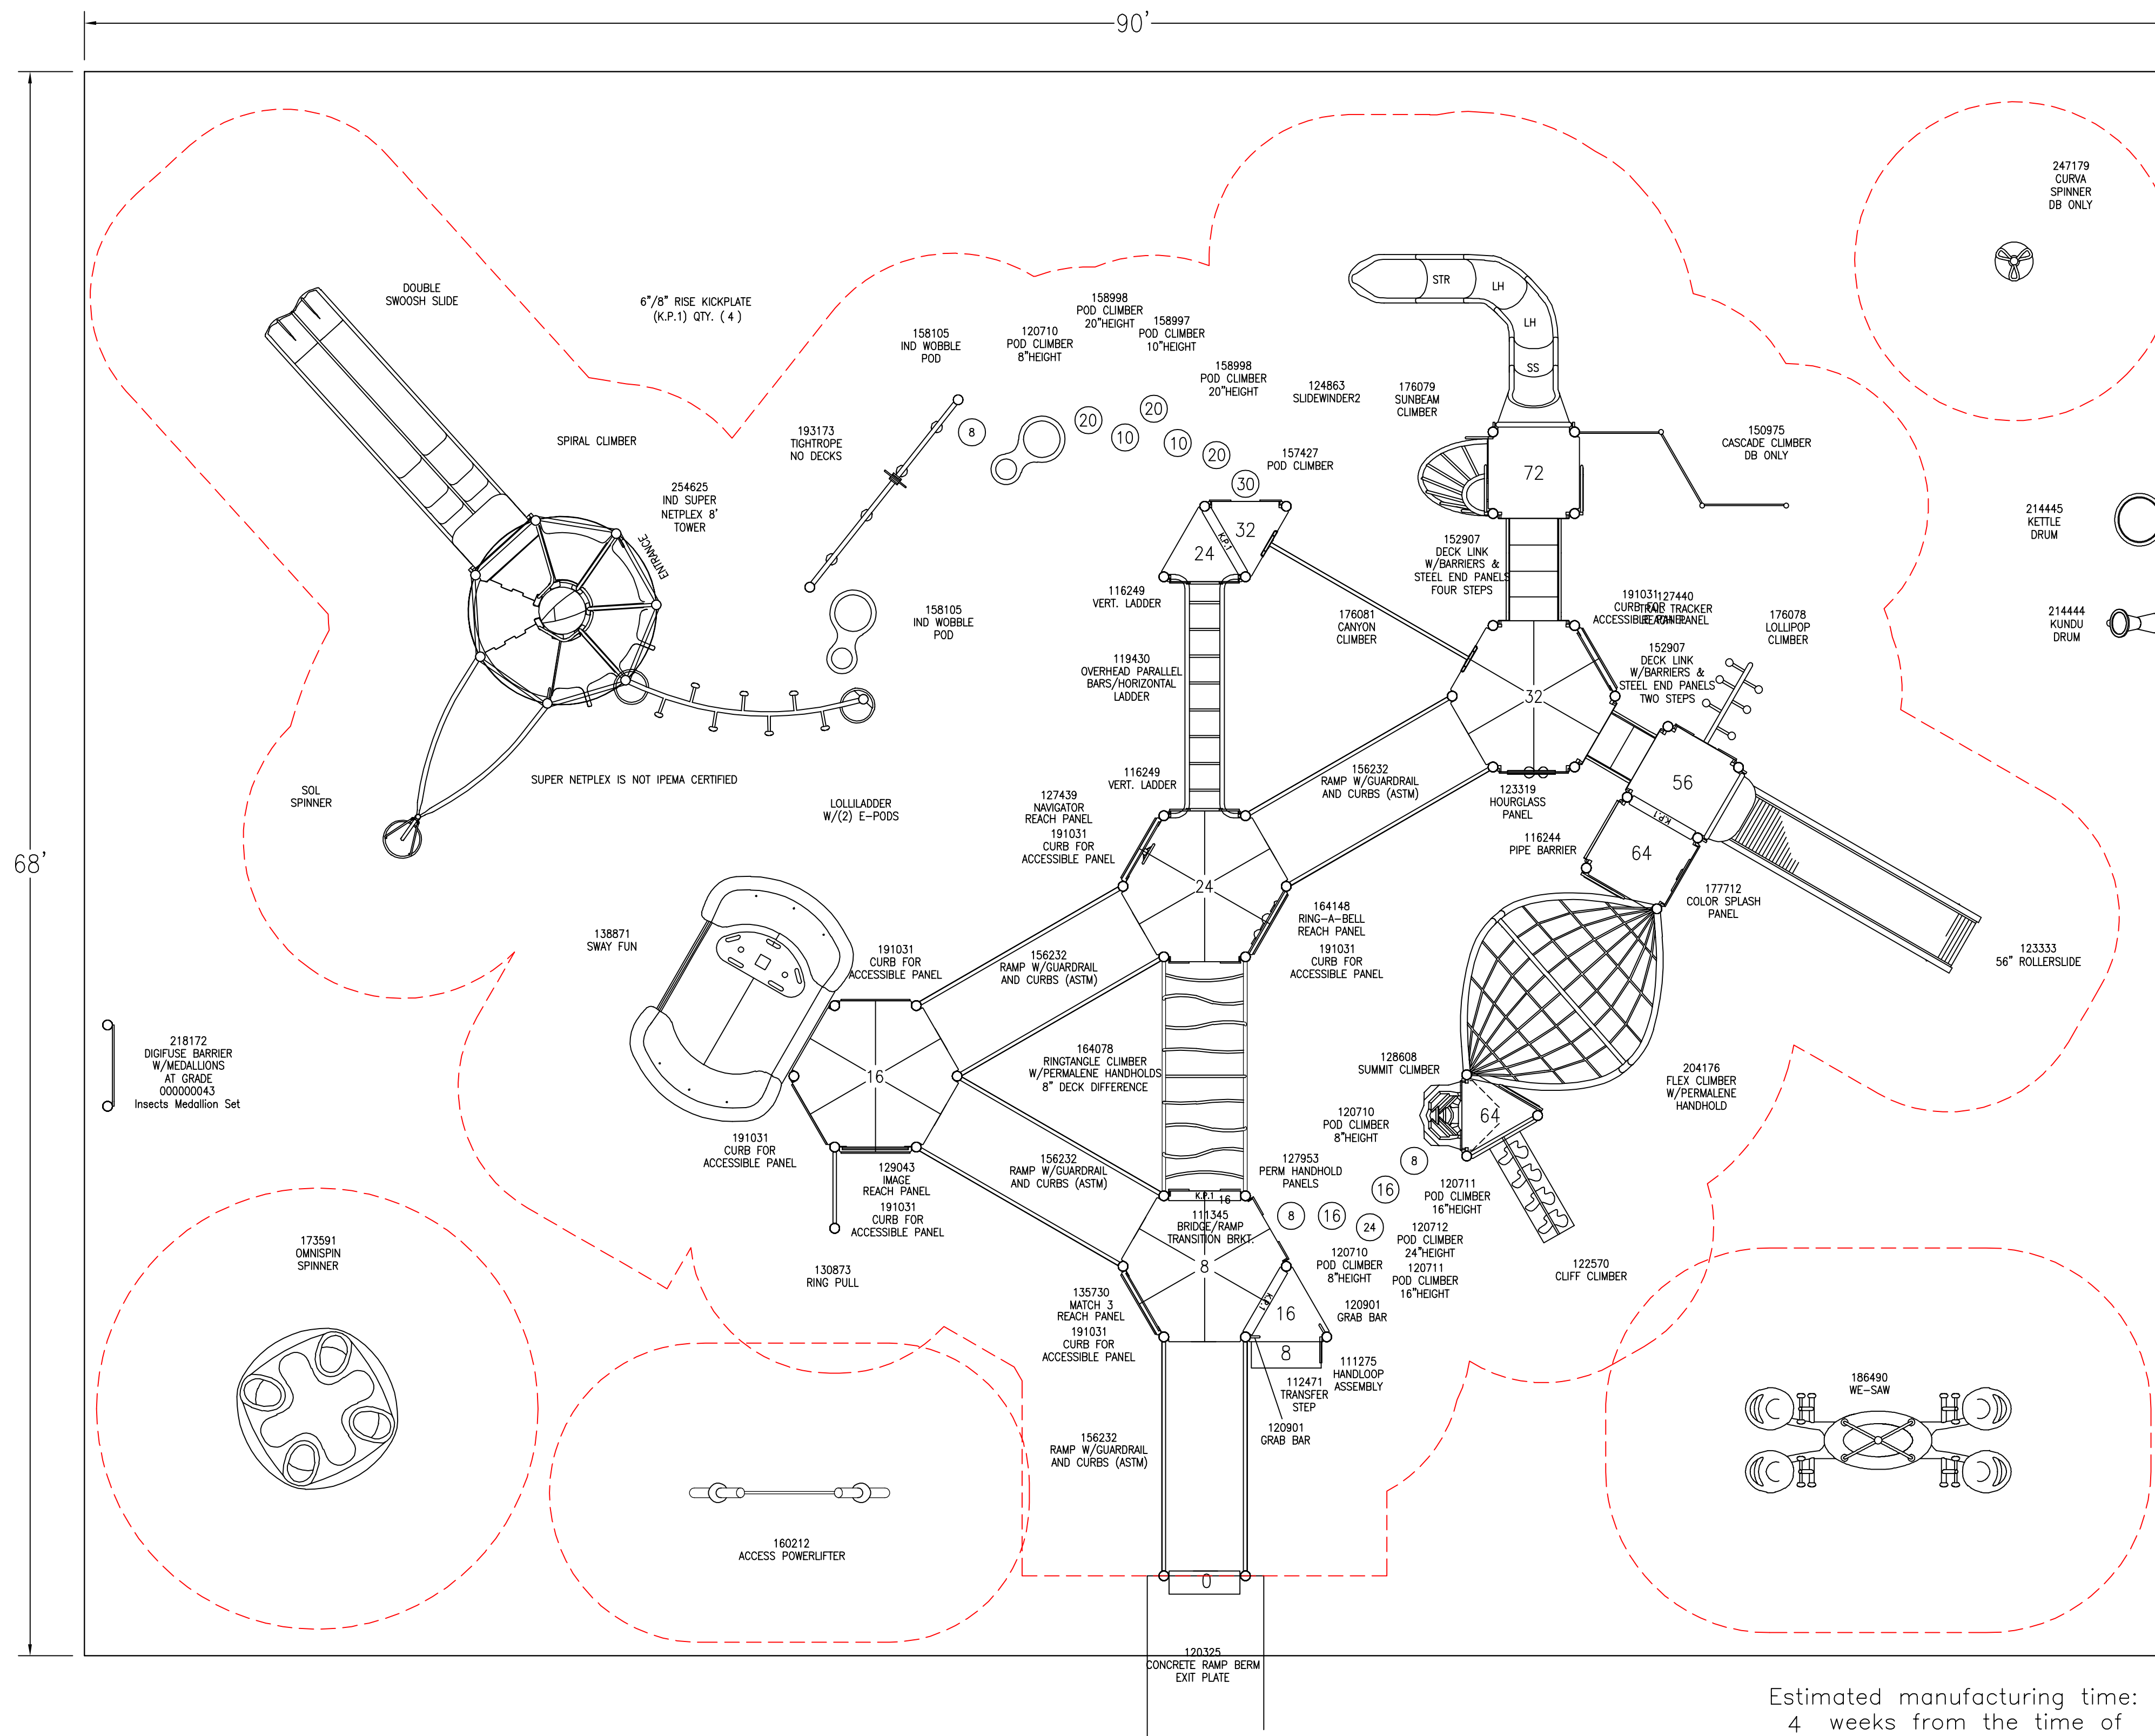 90'
68'
247179
CURVA
SPINNER
DB ONLY
DOUBLE
SWOOSH SLIDE
6"/8" RISE KICKPLATE
(K.P.1) QTY. ( 4 )
158105
IND WOBBLE
POD
120710
POD CLIMBER
8"HEIGHT
158998
POD CLIMBER
20"HEIGHT
158997
POD CLIMBER
10"HEIGHT
158998
POD CLIMBER
20"HEIGHT
124863
SLIDEWINDER2
176079
SUNBEAM
CLIMBER
STR
LH
LH
SS
72
150975
CASCADE CLIMBER
DB ONLY
SPIRAL CLIMBER
193173
TIGHTROPE
NO DECKS
8
20
10
20
10
20
30
157427
POD CLIMBER
254625
IND SUPER
NETPLEX 8'
TOWER
ENTRANCE
214445
KETTLE
DRUM
32
K.P.1
24
152907
DECK LINK
W/BARRIERS &
STEEL END PANELS
FOUR STEPS
116249
VERT. LADDER
158105
IND WOBBLE
POD
176081
CANYON
CLIMBER
191031
CURB FOR
ACCESSIBLE PANEL
127440
TRAIL TRACKER
REACH PANEL
176078
LOLLIPOP
CLIMBER
214444
KUNDU
DRUM
119430
OVERHEAD PARALLEL
BARS/HORIZONTAL
LADDER
152907
DECK LINK
W/BARRIERS &
STEEL END PANELS
TWO STEPS
32
SOL
SPINNER
SUPER NETPLEX IS NOT IPEMA CERTIFIED
LOLLILADDER
W/(2) E-PODS
116249
VERT. LADDER
127439
NAVIGATOR
REACH PANEL
191031
CURB FOR
ACCESSIBLE PANEL
156232
RAMP W/GUARDRAIL
AND CURBS (ASTM)
123319
HOURGLASS
PANEL
56
K.P.1
116244
PIPE BARRIER
64
24
177712
COLOR SPLASH
PANEL
164148
RING-A-BELL
REACH PANEL
191031
CURB FOR
ACCESSIBLE PANEL
138871
SWAY FUN
191031
CURB FOR
ACCESSIBLE PANEL
156232
RAMP W/GUARDRAIL
AND CURBS (ASTM)
123333
56" ROLLERSLIDE
218172
DIGIFUSE BARRIER
W/MEDALLIONS
AT GRADE
000000043
Insects Medallion Set
16
164078
RINGTANGLE CLIMBER
W/PERMALENE HANDHOLDS
8" DECK DIFFERENCE
128608
SUMMIT CLIMBER
204176
FLEX CLIMBER
W/PERMALENE
HANDHOLD
64
120710
POD CLIMBER
8"HEIGHT
191031
CURB FOR
ACCESSIBLE PANEL
129043
IMAGE
REACH PANEL
191031
CURB FOR
ACCESSIBLE PANEL
156232
RAMP W/GUARDRAIL
AND CURBS (ASTM)
127953
PERM HANDHOLD
PANELS
8
16
8
16
24
K.P.1
16
111345
BRIDGE/RAMP
TRANSITION BRKT.
120711
POD CLIMBER
16"HEIGHT
120712
POD CLIMBER
24"HEIGHT
120711
POD CLIMBER
16"HEIGHT
120710
POD CLIMBER
8"HEIGHT
122570
CLIFF CLIMBER
173591
OMNISPIN
SPINNER
130873
RING PULL
8
K.P.1
16
135730
MATCH 3
REACH PANEL
191031
CURB FOR
ACCESSIBLE PANEL
120901
GRAB BAR
8
111275
HANDLOOP
ASSEMBLY
112471
TRANSFER
STEP
120901
GRAB BAR
186490
WE-SAW
156232
RAMP W/GUARDRAIL
AND CURBS (ASTM)
160212
ACCESS POWERLIFTER
0
120325
CONCRETE RAMP BERM
EXIT PLATE
Estimated manufacturing time:
4 weeks from the time of